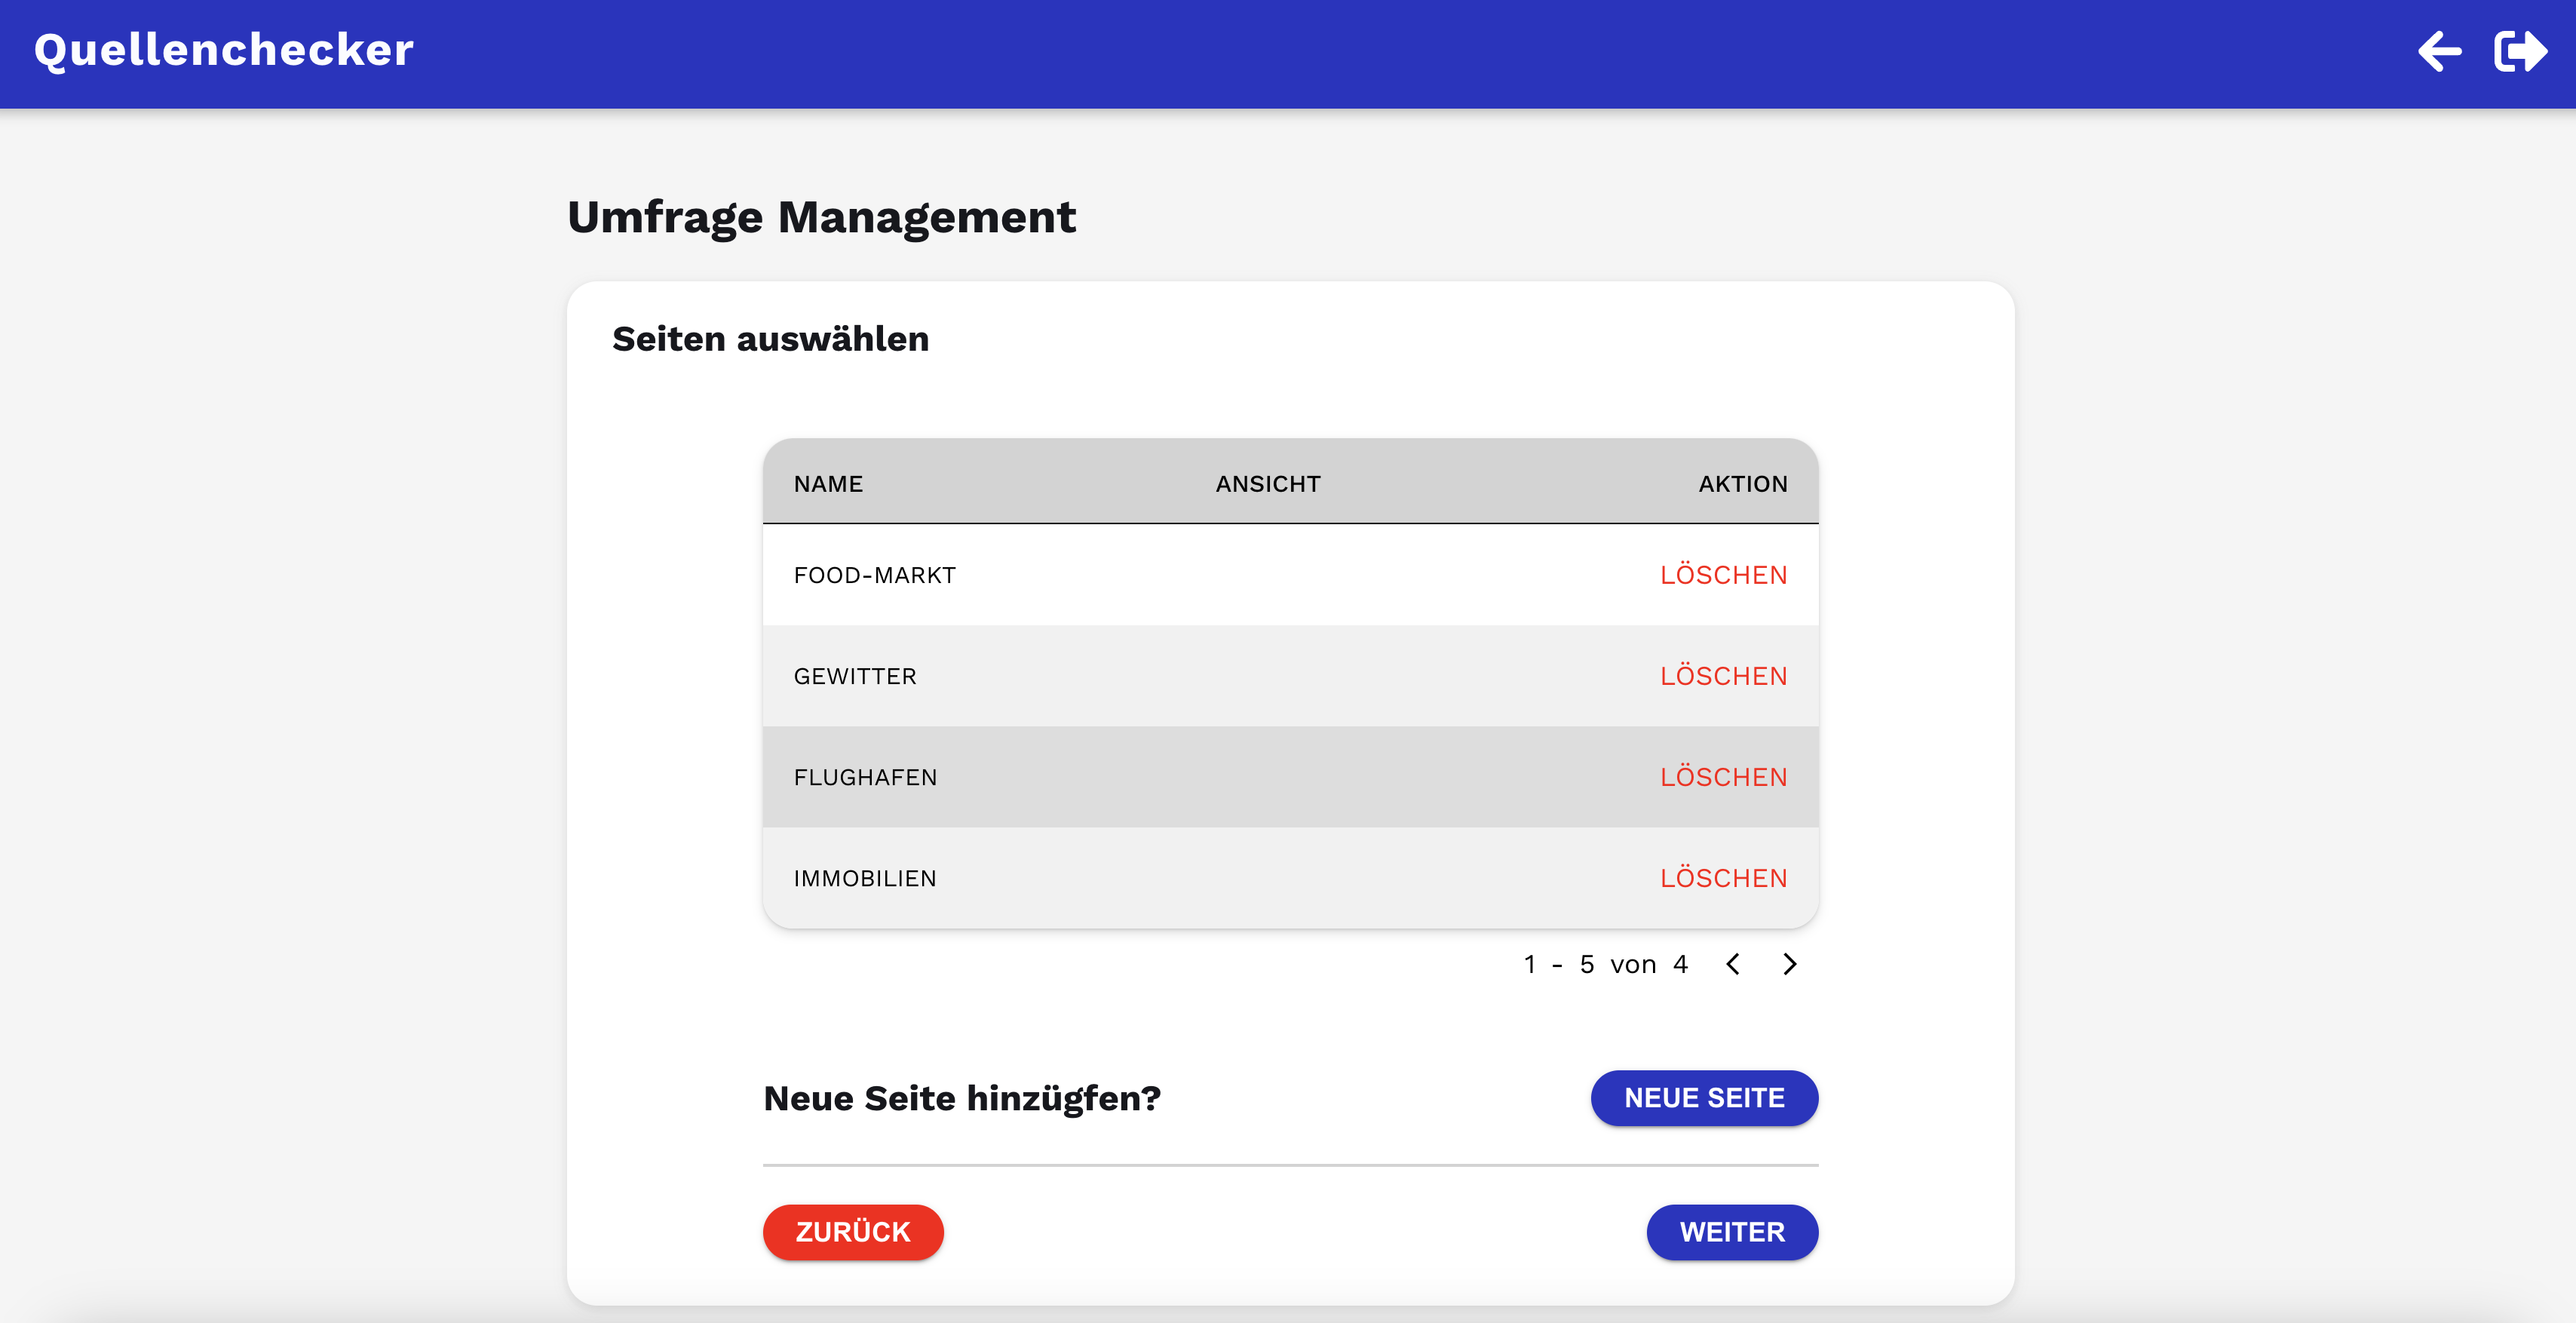 Quellenchecker
Umfrage Management
Seiten auswählen
NAME ANSICHT AKTION
FOOD-MARKT LÖSCHEN
GEWITTER LÖSCHEN
FLUGHAFEN LÖSCHEN
IMMOBILIEN LÖSCHEN
1 - 5 von 4
Neue Seite hinzügfen? NEUE SEITE
ZURÜCK WEITER